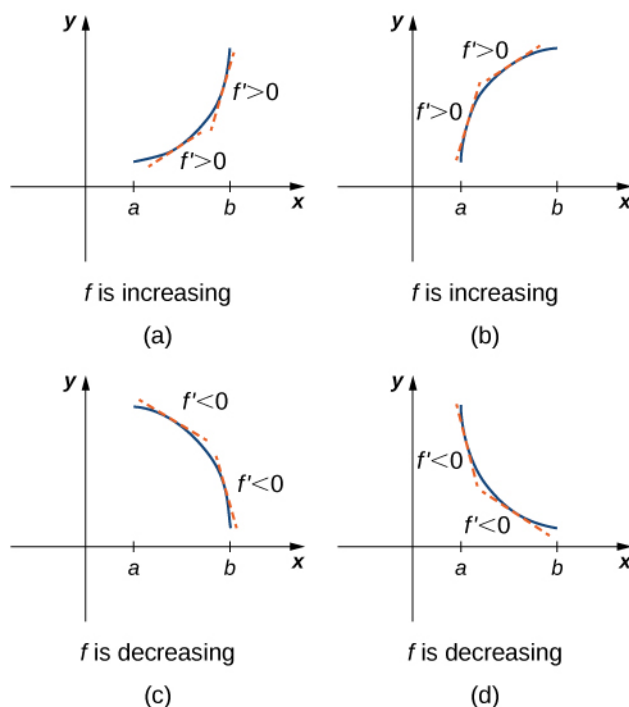 y
f'>0
f'>0
a
b
x
f is increasing
(a)
y
f'>0
f'>0
a
b
x
f is increasing
(b)
y
f'<0
f'<0
a
b
x
f is decreasing
(c)
y
f'<0
f'<0
a
b
x
f is decreasing
(d)